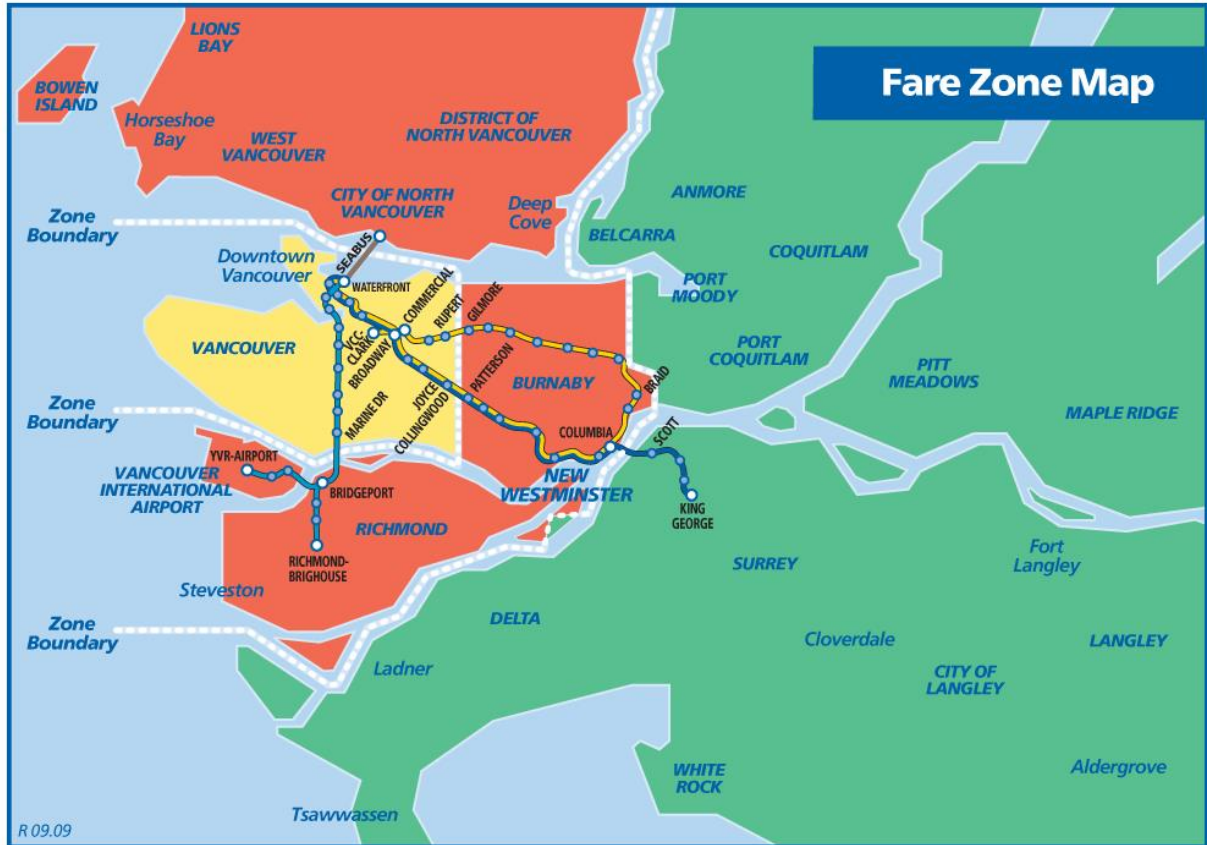 Fare Zone Map
LIONS
BAY
BOWEN
ISLAND
Horseshoe
Bay
WEST
VANCOUVER
DISTRICT OF
NORTH VANCOUVER
CITY OF NORTH
VANCOUVER
Deep
Cove
ANMORE
BELCARRA
COQUITLAM
PORT
MOODY
PORT
COQUITLAM
PITT
MEADOWS
MAPLE RIDGE
Zone
Boundary
Downtown
Vancouver
SEABUS
WATERFRONT
COMMERCIAL
RUPERT
GILMORE
VANCOUVER
VCC-
CLARK
BROADWAY
PATTERSON
BURNABY
BRAID
JOYCE
COLLINGWOOD
MARINE DR
Zone
Boundary
YVR-AIRPORT
COLUMBIA
SCOTT
VANCOUVER
INTERNATIONAL
AIRPORT
BRIDGEPORT
NEW
WESTMINSTER
KING
GEORGE
RICHMOND
RICHMOND-
BRIGHOUSE
Steveston
SURREY
Fort
Langley
Zone
Boundary
DELTA
Cloverdale
LANGLEY
Ladner
CITY OF
LANGLEY
WHITE
ROCK
Aldergrove
Tsawwassen
R 09.09